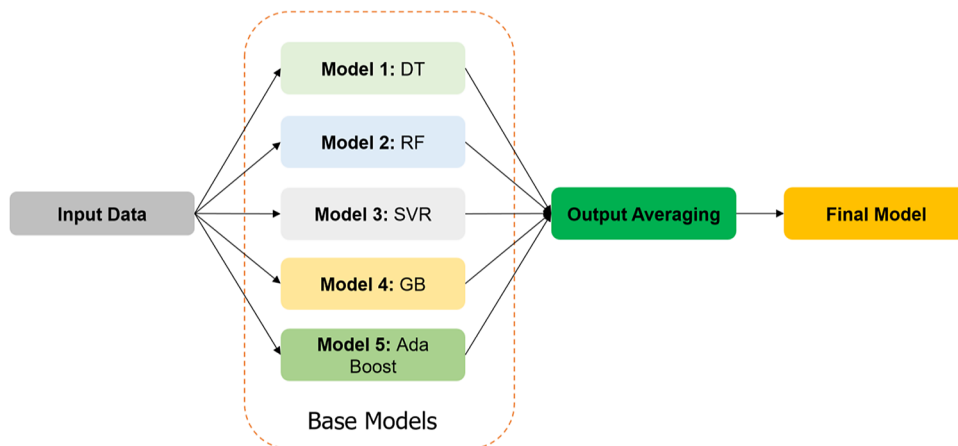 Model 1: DT
Model 2: RF
Input Data
Model 3: SVR
Output Averaging
Final Model
Model 4: GB
Model 5: Ada
Boost
Base Models